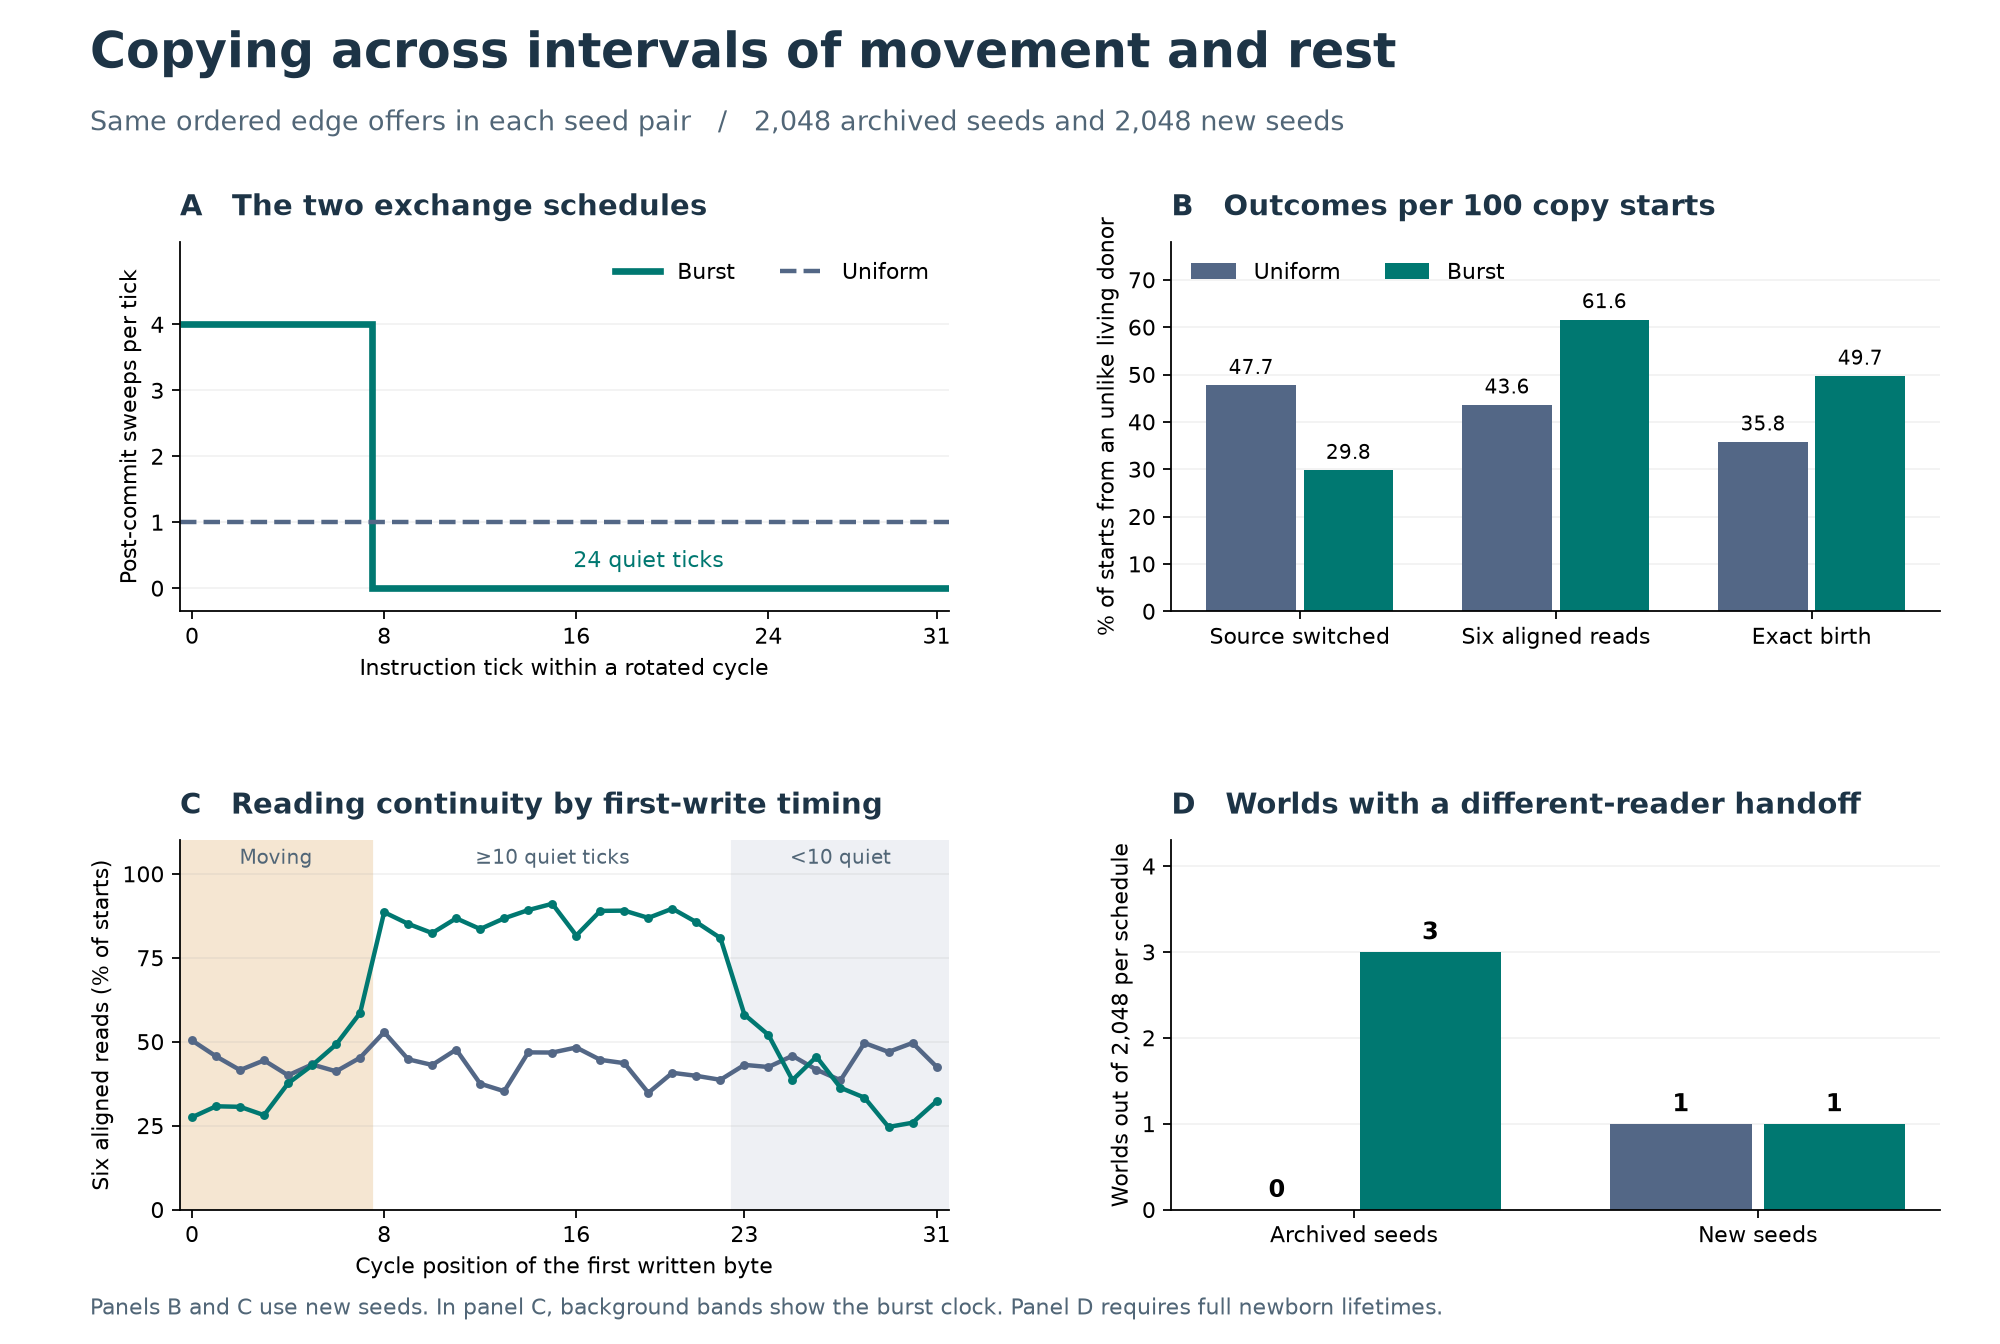 Copying across intervals of movement and rest
Same ordered edge offers in each seed pair / 2,048 archived seeds and 2,048 new seeds
A The two exchange schedules
Post-commit sweeps per tick
Burst Uniform
4
3
2
1
0
24 quiet ticks
0 8 16 24 31
Instruction tick within a rotated cycle
B Outcomes per 100 copy starts
% of starts from an unlike living donor
Uniform Burst
70
60
50
40
30
20
10
0
47.7 29.8 43.6 61.6 35.8 49.7
Source switched Six aligned reads Exact birth
C Reading continuity by first-write timing
Six aligned reads (% of starts)
Moving ≥10 quiet ticks <10 quiet
100
75
50
25
0
0 8 16 23 31
Cycle position of the first written byte
D Worlds with a different-reader handoff
Worlds out of 2,048 per schedule
4
3
2
1
0
0 3 1 1
Archived seeds New seeds
Panels B and C use new seeds. In panel C, background bands show the burst clock. Panel D requires full newborn lifetimes.